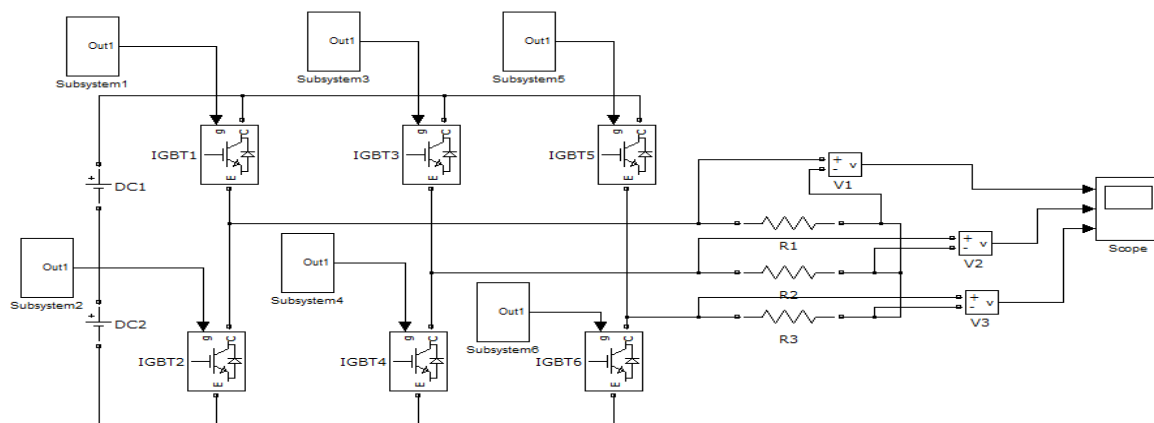 Out1
Subsystem1
Out1
Subsystem3
Out1
Subsystem5
g
C
IGBT1
E
g
C
IGBT3
E
g
C
IGBT5
E
+
DC1
+
-
v
V1
R1
Scope
Out1
Subsystem2
Out1
Subsystem4
+
-
v
V2
R2
Out1
Subsystem6
+
-
v
V3
R3
+
DC2
g
C
IGBT2
E
g
C
IGBT4
E
g
C
IGBT6
E